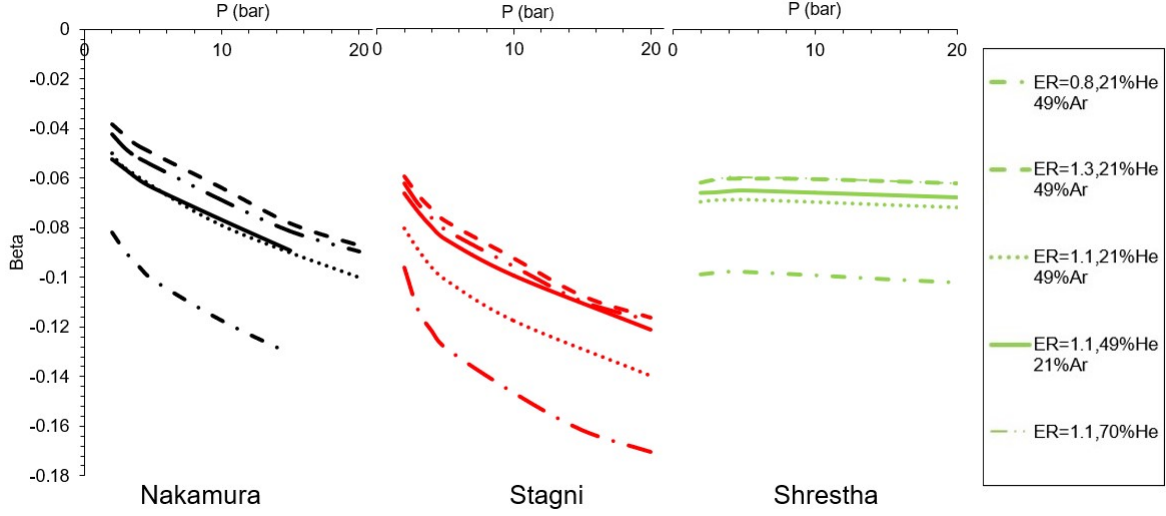 P (bar)
P (bar)
P (bar)
0
0
10
20
0
10
20
0
10
20
-0.02
-0.04
-0.06
-0.08
-0.1
-0.12
-0.14
-0.16
-0.18
Beta
ER=0.8,21%He
49%Ar
ER=1.3,21%He
49%Ar
ER=1.1,21%He
49%Ar
ER=1.1,49%He
21%Ar
ER=1.1,70%He
Nakamura
Stagni
Shrestha